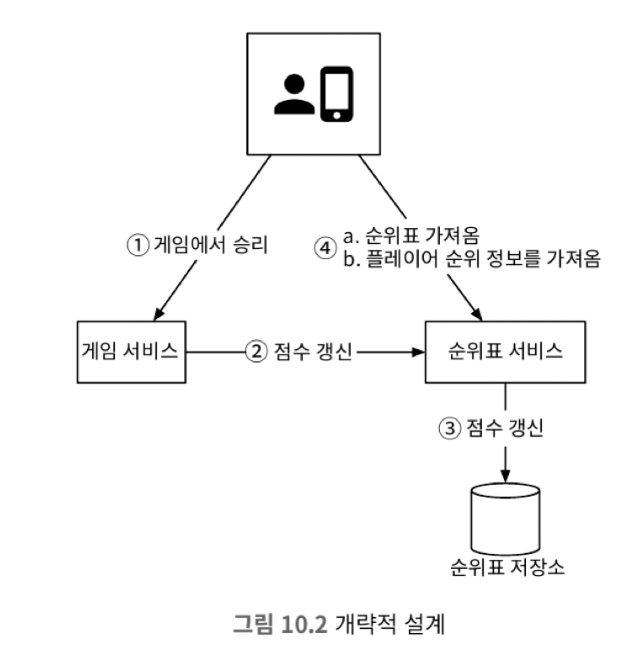 ① 게임에서 승리
④ a. 순위표 가져옴
b. 플레이어 순위 정보를 가져옴
게임 서비스
② 점수 갱신
순위표 서비스
③ 점수 갱신
순위표 저장소
그림 10.2 개략적 설계